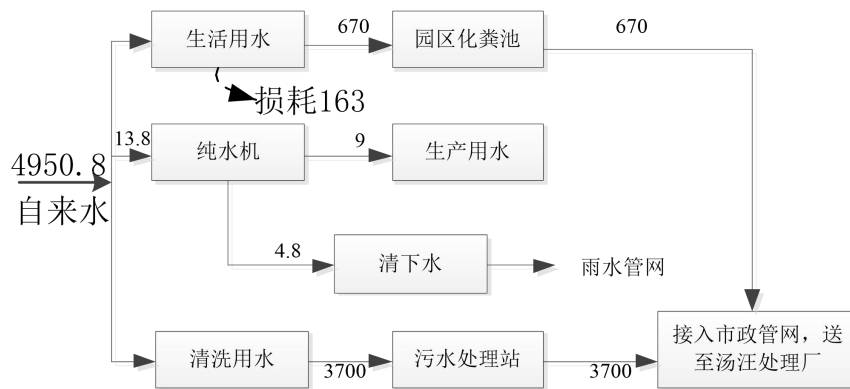 生活用水
670
园区化粪池
670
损耗163
13.8
纯水机
9
生产用水
4950.8
自来水
4.8
清下水
雨水管网
清洗用水
3700
污水处理站
3700
接入市政管网，送
至汤汪处理厂